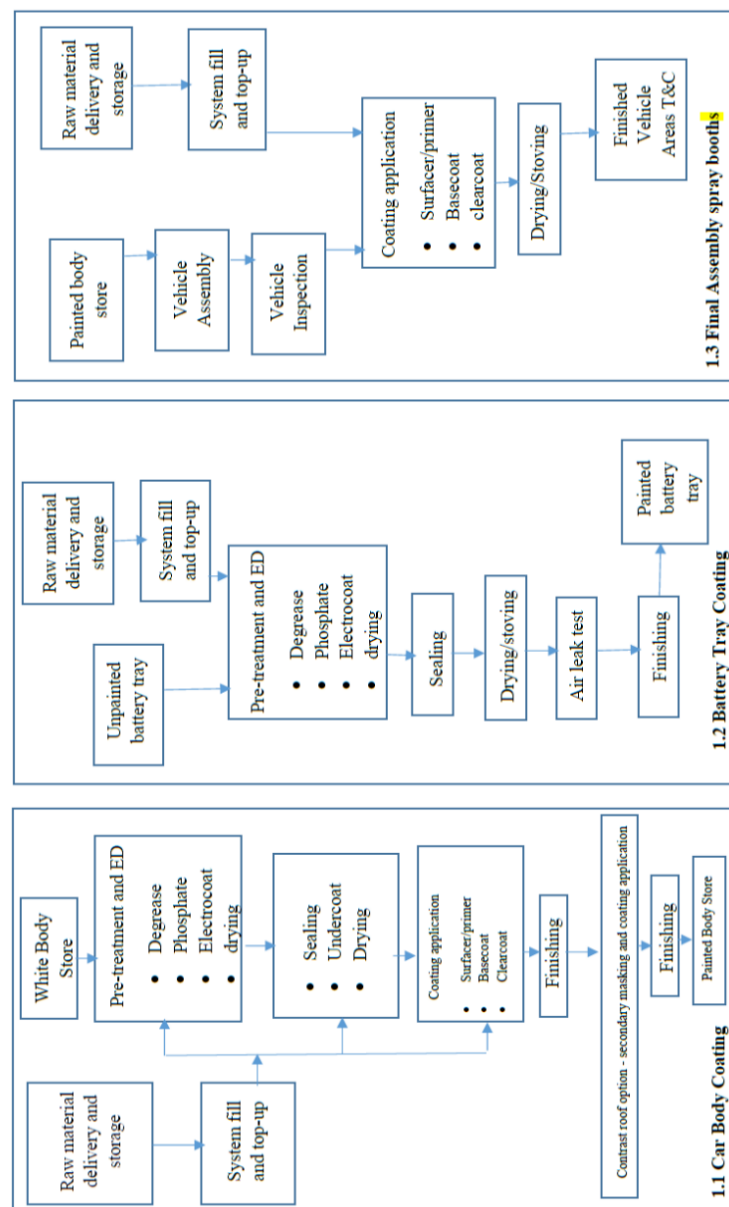 Raw material
delivery and
storage
System fill
and top-up
White Body
Store
Pre-treatment and ED
• Degrease
• Phosphate
• Electrocoat
• drying
• Sealing
• Undercoat
• Drying
Coating application
• Surfacer/primer
• Basecoat
• Clearcoat
Finishing
Contrast roof option - secondary masking and coating application
Finishing
Painted Body Store
1.1 Car Body Coating
Unpainted
battery tray
Raw material
delivery and
storage
System fill
and top-up
Pre-treatment and ED
• Degrease
• Phosphate
• Electrocoat
• drying
Sealing
Drying/stoving
Air leak test
Finishing
Painted
battery
tray
1.2 Battery Tray Coating
Painted body
store
Vehicle
Assembly
Vehicle
Inspection
Raw material
delivery and
storage
System fill
and top-up
Coating application
• Surfacer/primer
• Basecoat
• clearcoat
Drying/Stoving
Finished
Vehicle
Areas T&C
1.3 Final Assembly spray booths